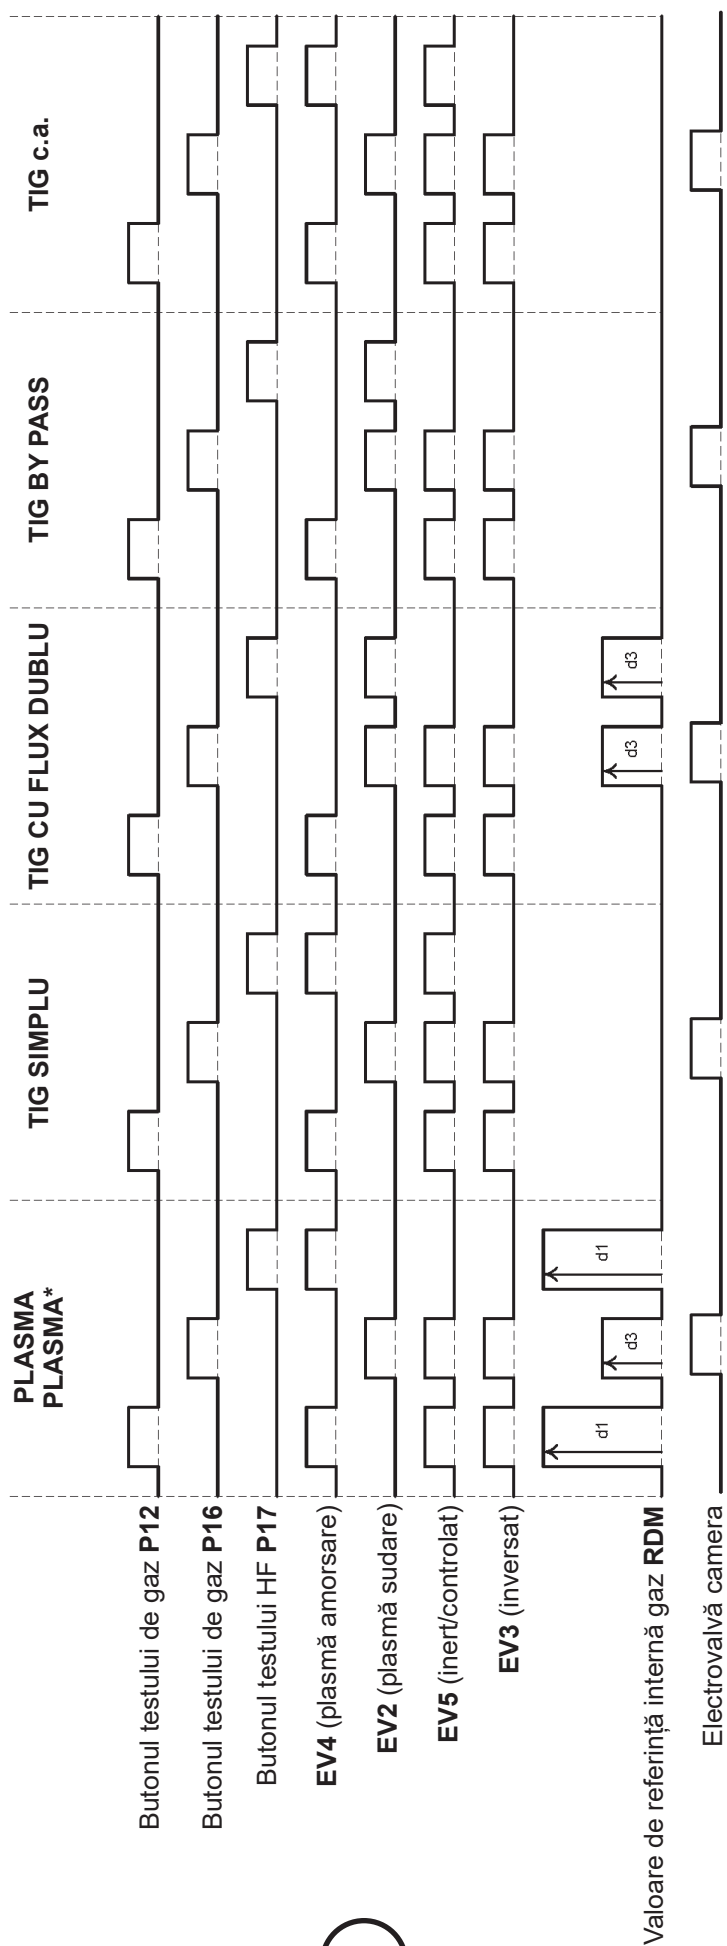 PLASMA
PLASMA*
TIG SIMPLU
TIG CU FLUX DUBLU
TIG BY PASS
TIG c.a.
Butonul testului de gaz P12
Butonul testului de gaz P16
Butonul testului HF P17
EV4 (plasmă amorsare)
EV2 (plasmă sudare)
EV5 (inert/controlat)
EV3 (inversat)
Valoare de referință internă gaz RDM
d1
d3
d1
d3
d3
Electrovalvă camera